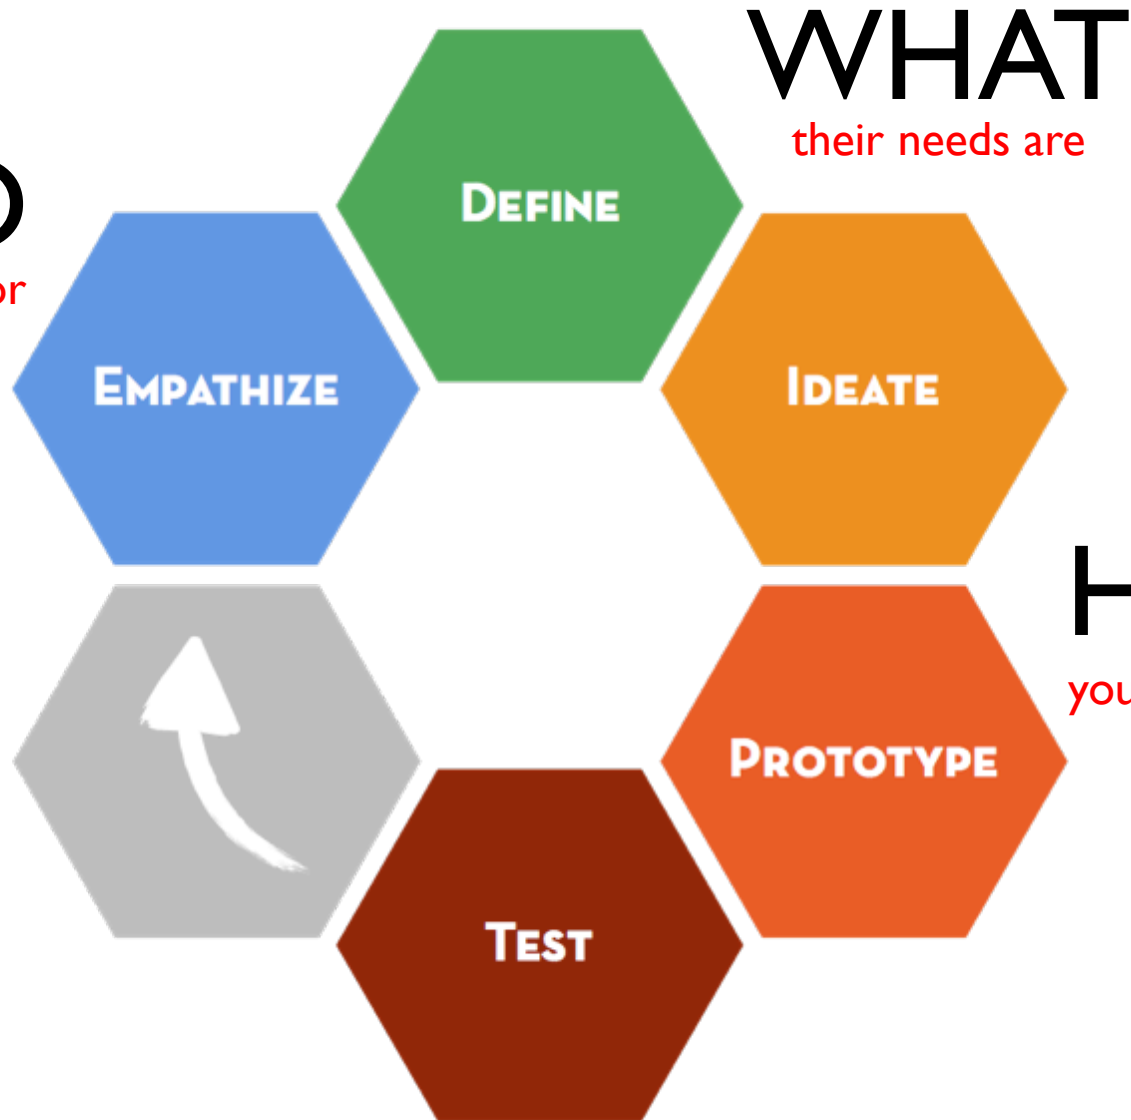 WHAT
their needs are
DEFINE
EMPATHIZE
IDEATE
PROTOTYPE
TEST